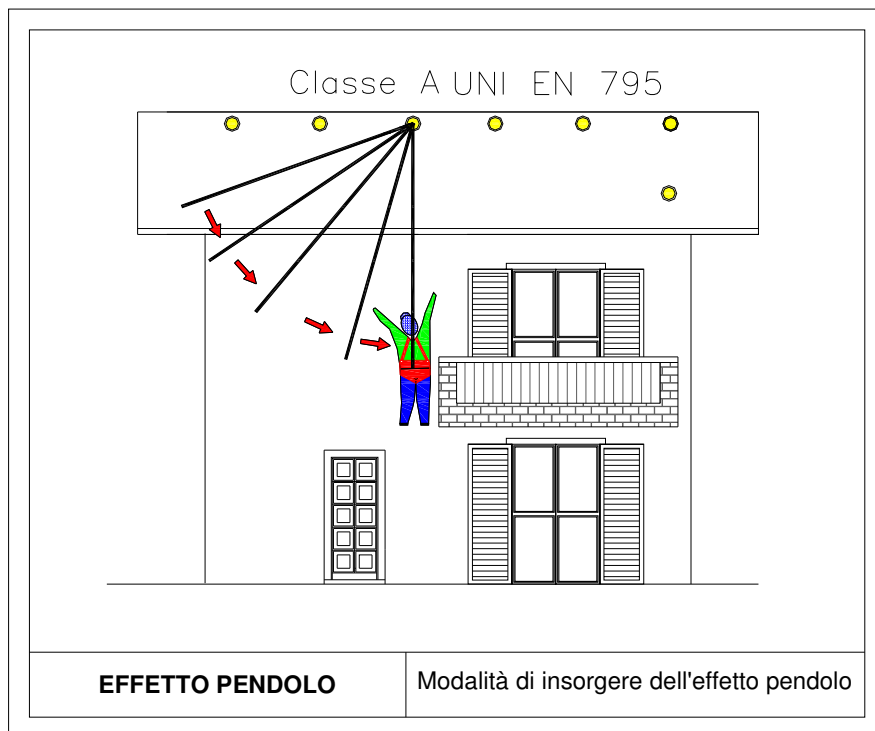 Classe A UNI EN 795
EFFETTO PENDOLO
Modalità di insorgere dell'effetto pendolo